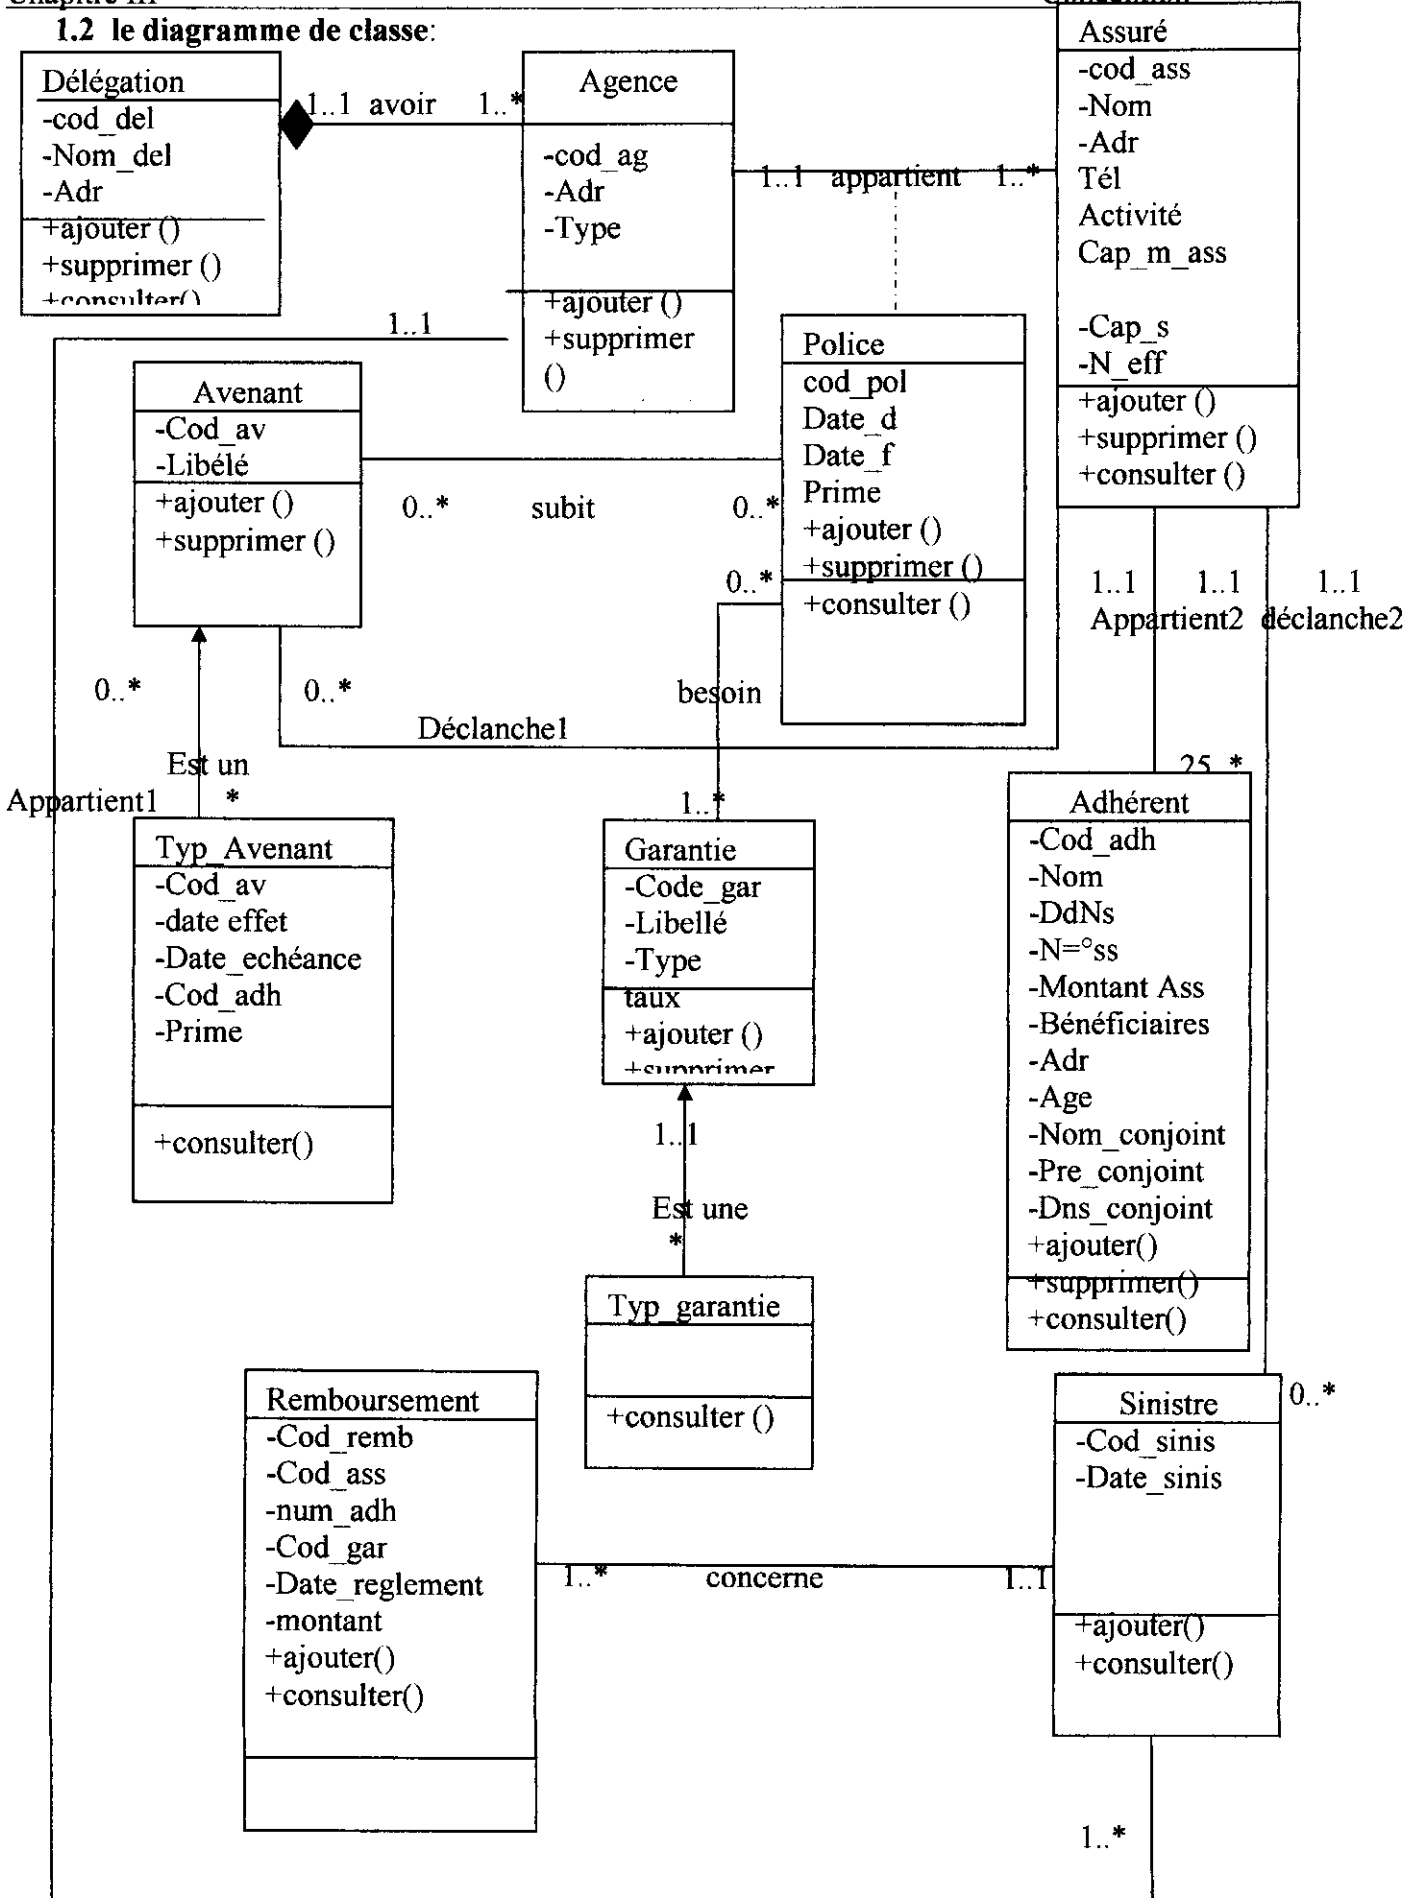 1.2 le diagramme de classe:
Délégation
-cod_del
-Nom_del
-Adr
+ajouter ()
+supprimer ()
+consulter()
1..1 avoir 1..*
Agence
-cod_ag
-Adr
-Type
+ajouter ()
+supprimer
()
1..1 appartient 1..*
Assuré
-cod_ass
-Nom
-Adr
Tél
Activité
Cap_m_ass
-Cap_s
-N_eff
+ajouter ()
+supprimer ()
+consulter ()
1..1
Avenant
-Cod_av
-Libélé
+ajouter ()
+supprimer ()
0..* subit 0..*
Police
cod_pol
Date_d
Date_f
Prime
+ajouter ()
+supprimer ()
+consulter ()
0..*
1..1 1..1 1..1
Appartient2 déclanche2
0..* 0..*
besoin
Déclanche1
Est un
Appartient1 *
1..*
25..*
Typ_Avenant
-Cod_av
-date effet
-Date_echéance
-Cod_adh
-Prime
+consulter()
Garantie
-Code_gar
-Libellé
-Type
taux
+ajouter ()
+supprimer
Adhérent
-Cod_adh
-Nom
-DdNs
-N=°ss
-Montant Ass
-Bénéficiaires
-Adr
-Age
-Nom_conjoint
-Pre_conjoint
-Dns_conjoint
+ajouter()
+supprimer()
+consulter()
1..1
Est une
*
Typ_garantie
+consulter ()
Remboursement
-Cod_remb
-Cod_ass
-num_adh
-Cod_gar
-Date_reglement
-montant
+ajouter()
+consulter()
1..* concerne 1..1
Sinistre
-Cod_sinis
-Date_sinis
+ajouter()
+consulter()
0..*
1..*